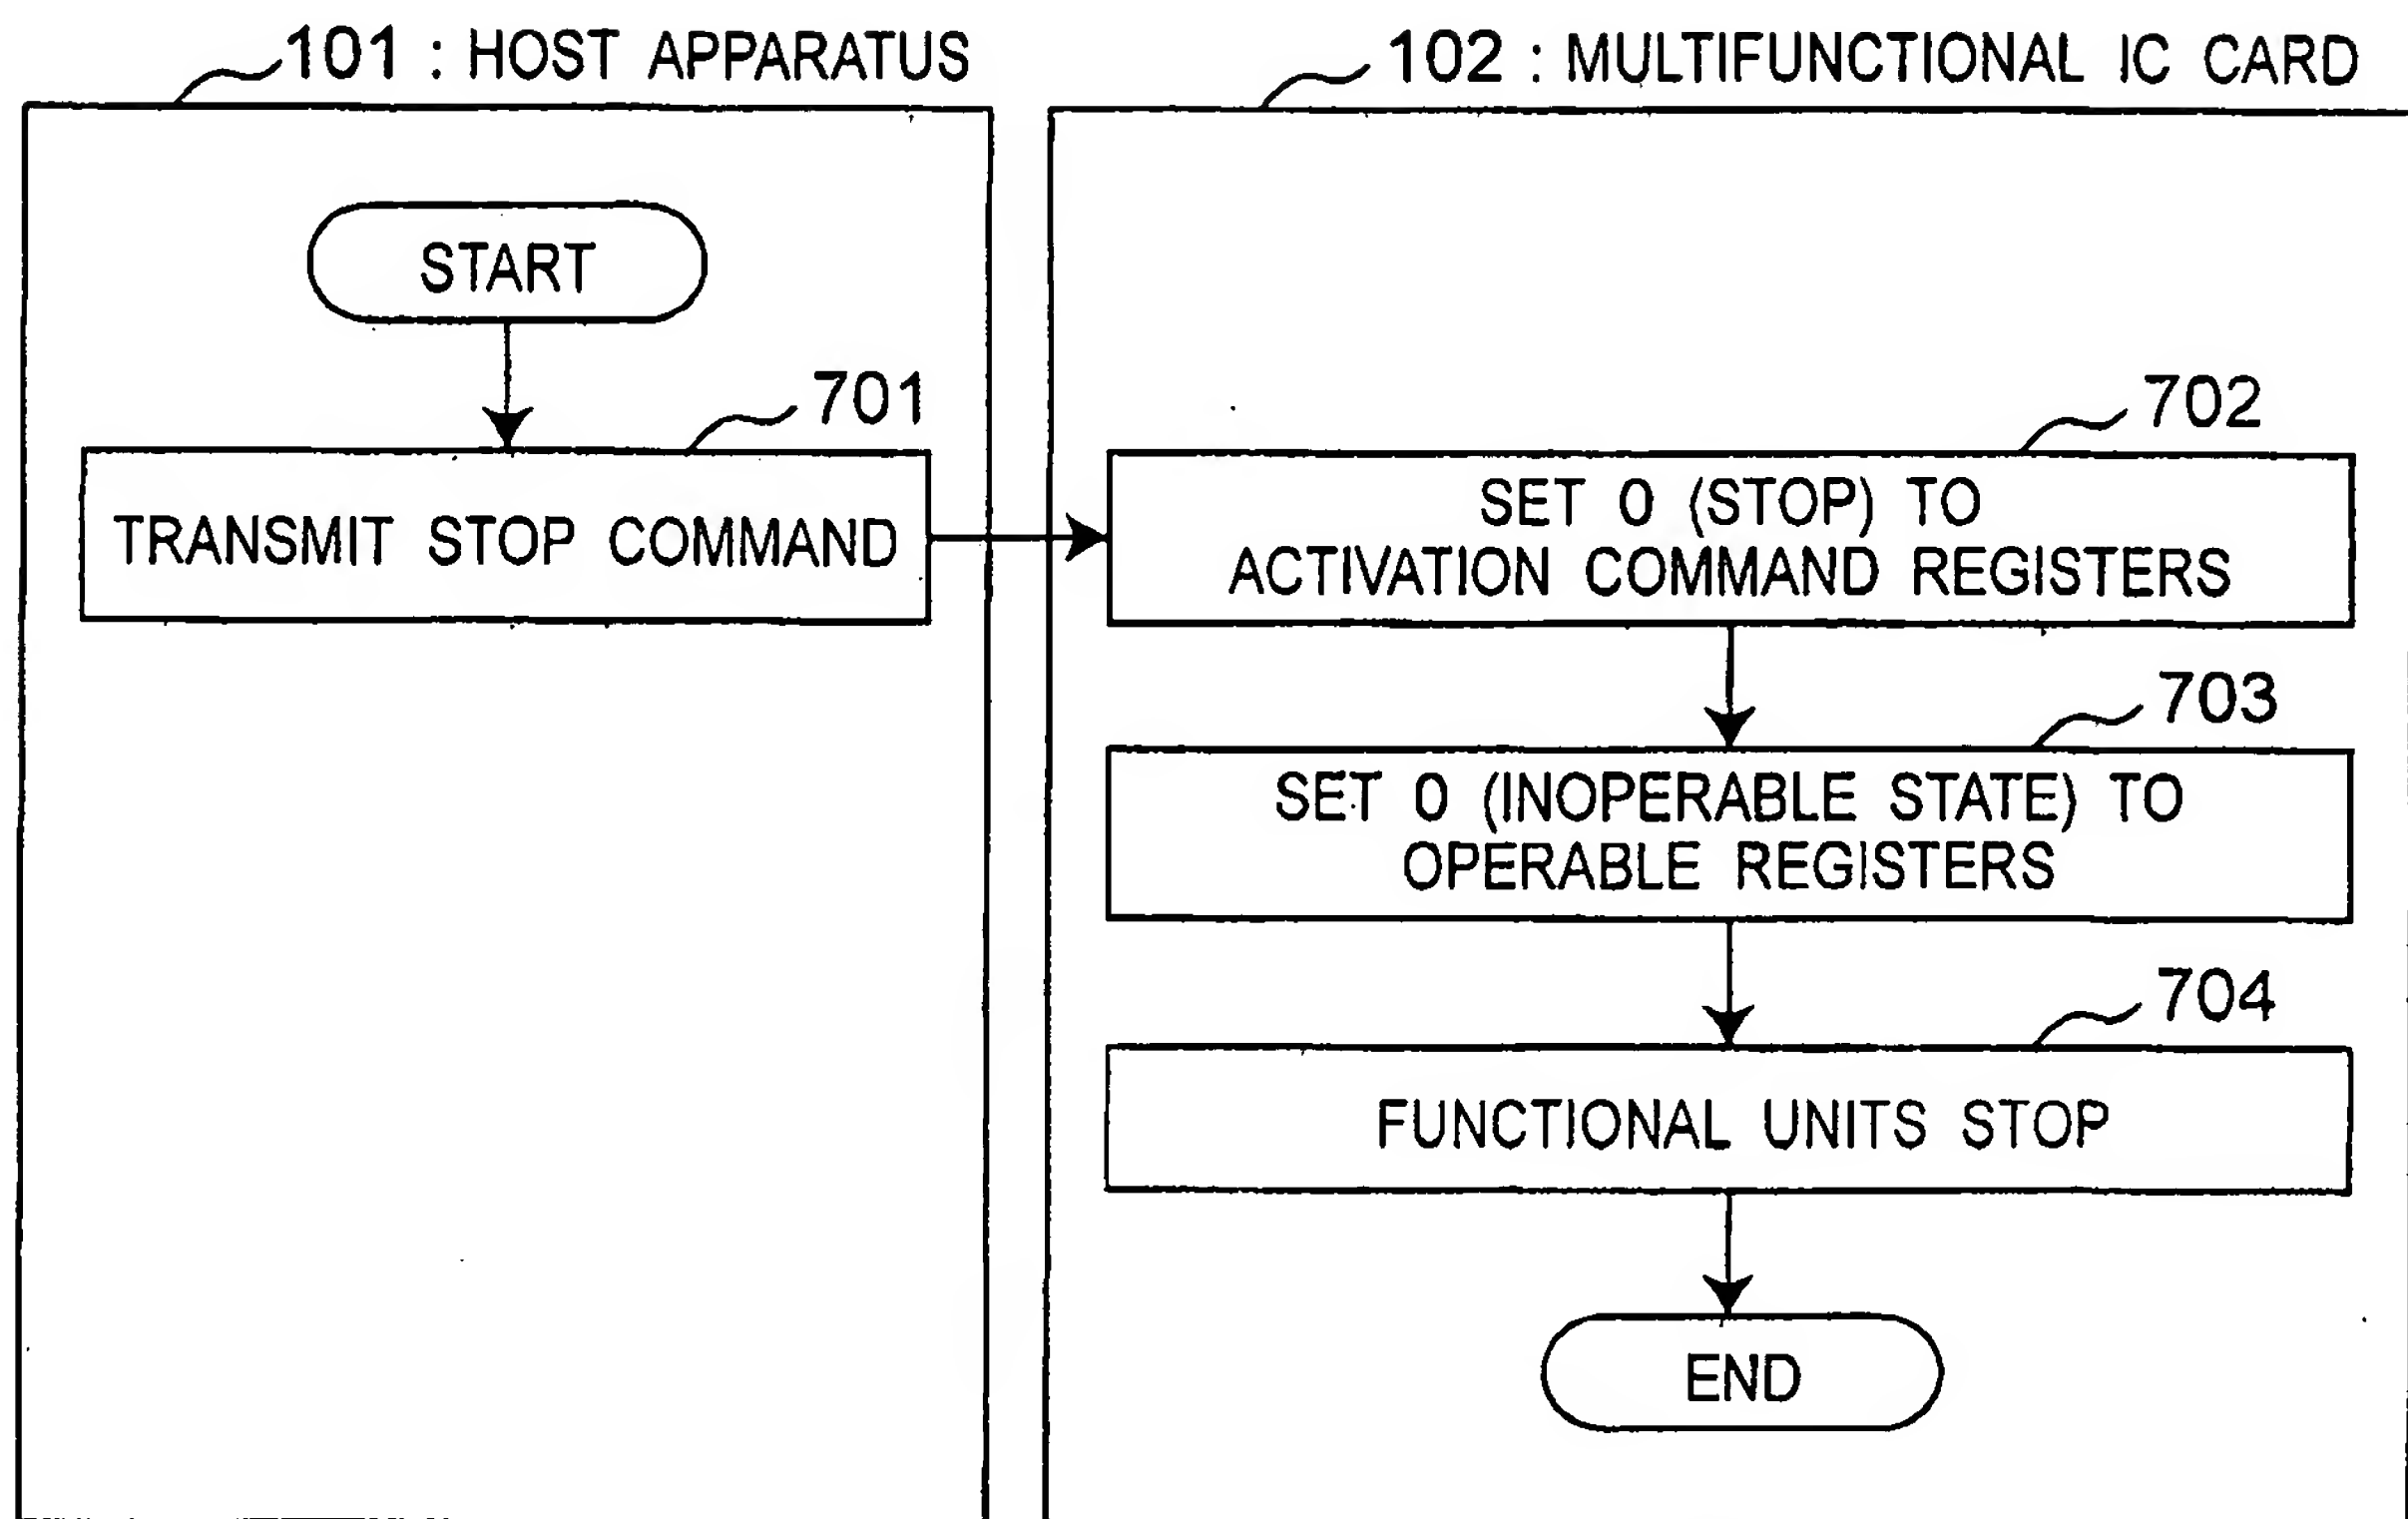 101 : HOST APPARATUS
102 : MULTIFUNCTIONAL IC CARD
START
701
TRANSMIT STOP COMMAND
702
SET 0 (STOP) TO
ACTIVATION COMMAND REGISTERS
703
SET 0 (INOPERABLE STATE) TO
OPERABLE REGISTERS
704
FUNCTIONAL UNITS STOP
END